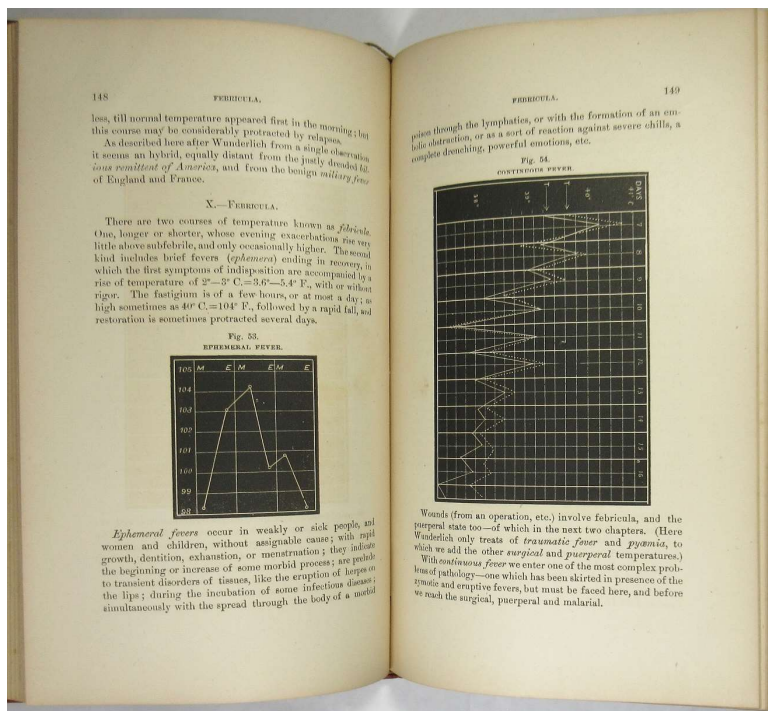 148
FEBRICULA.
less, till normal temperature appeared first in the morning; but
this course may be considerably protracted by relapses.
As described here after Wunderlich from a single observation
it seems an hybrid, equally distant from the justly dreaded bil-
ious remittent of America, and from the benign miliary fever
of England and France.
X.—FEBRICULA.
There are two courses of temperature known as febricula.
One, longer or shorter, whose evening exacerbations rise very
little above subfebrile, and only occasionally higher. The second
kind includes brief fevers (ephemera) ending in recovery, in
which the first symptoms of indisposition are accompanied by a
rise of temperature of 2°—3° C.=3.6°—5.4° F., with or without
rigor. The fastigium is of a few hours, or at most a day; as
high sometimes as 40° C.=104° F., followed by a rapid fall, and
restoration is sometimes protracted several days.
Fig. 53.
EPHEMERAL FEVER.
105 M E M E M E
104
103
102
101
100
99
98
Ephemeral fevers occur in weakly or sick people, and
women and children, without assignable cause; with rapid
growth, dentition, exhaustion, or menstruation; they indicate
the beginning or increase of some morbid process; are prelude
to transient disorders of tissues, like the eruption of herpes on
the lips; during the incubation of some infectious diseases;
simultaneously with the spread through the body of a morbid
149
FEBRICULA.
poison through the lymphatics, or with the formation of an em-
bolic obstruction, or as a sort of reaction against severe chills, a
complete drenching, powerful emotions, etc.
Fig. 54.
CONTINUOUS FEVER.
DAYS
41° C
40°
T
T
39°
38°
7
8
9
10
11
12
13
14
15
16
Wounds (from an operation, etc.) involve febricula, and the
puerperal state too—of which in the next two chapters. (Here
Wunderlich only treats of traumatic fever and pyæmia, to
which we add the other surgical and puerperal temperatures.)
With continuous fever we enter one of the most complex prob-
lems of pathology—one which has been skirted in presence of the
zymotic and eruptive fevers, but must be faced here, and before
we reach the surgical, puerperal and malarial.